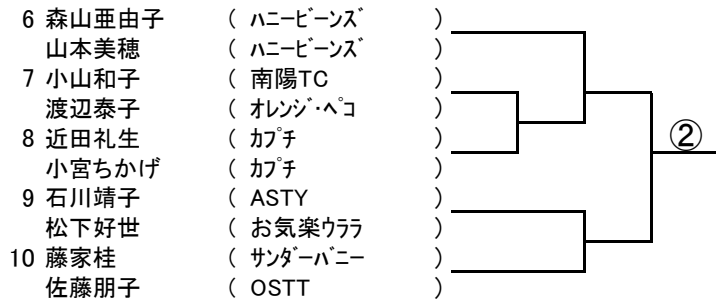 6 森山亜由子 ( ﾊﾆｰﾋﾞｰﾝｽﾞ )
山本美穂 ( ﾊﾆｰﾋﾞｰﾝｽﾞ )
7 小山和子 ( 南陽TC )
渡辺泰子 ( ｵﾚﾝｼﾞ･ﾍﾟｺ )
8 近田礼生 ( ｶﾌﾟﾁ )
小宮ちかげ ( ｶﾌﾟﾁ )
②
9 石川靖子 ( ASTY )
松下好世 ( お気楽ｳﾗﾗ )
10 藤家桂 ( ｻﾝﾀﾞｰﾊﾞﾆｰ )
佐藤朋子 ( OSTT )